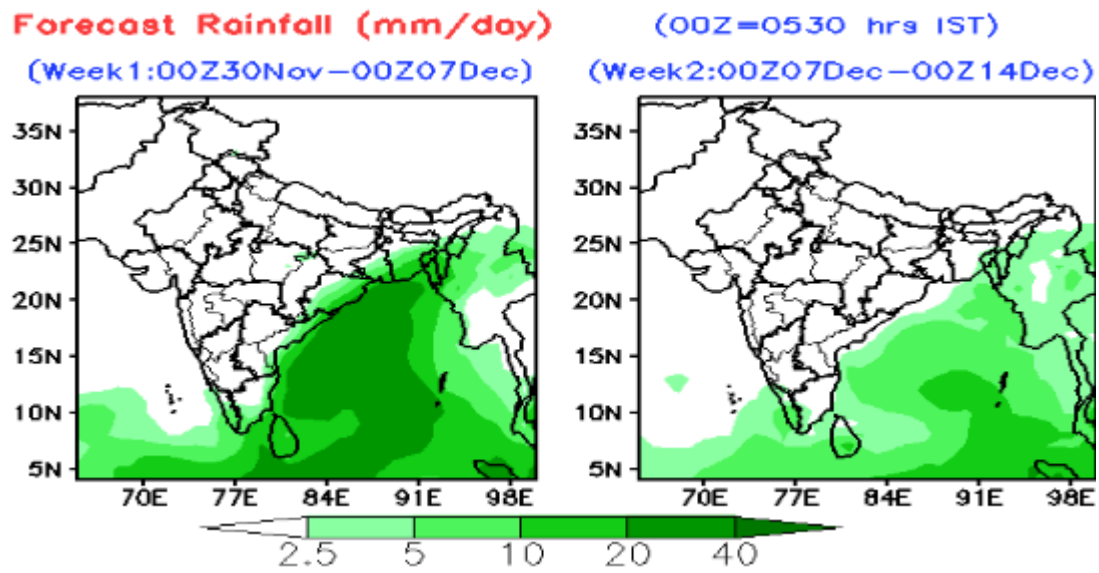 Forecast Rainfall (mm/day) (00Z=0530 hrs IST)
(Week1:00Z30Nov-00Z07Dec) (Week2:00Z07Dec-00Z14Dec)
35N 35N
30N 30N
25N 25N
20N 20N
15N 15N
10N 10N
5N 5N
70E 77E 84E 91E 98E 70E 77E 84E 91E 98E
2.5 5 10 20 40